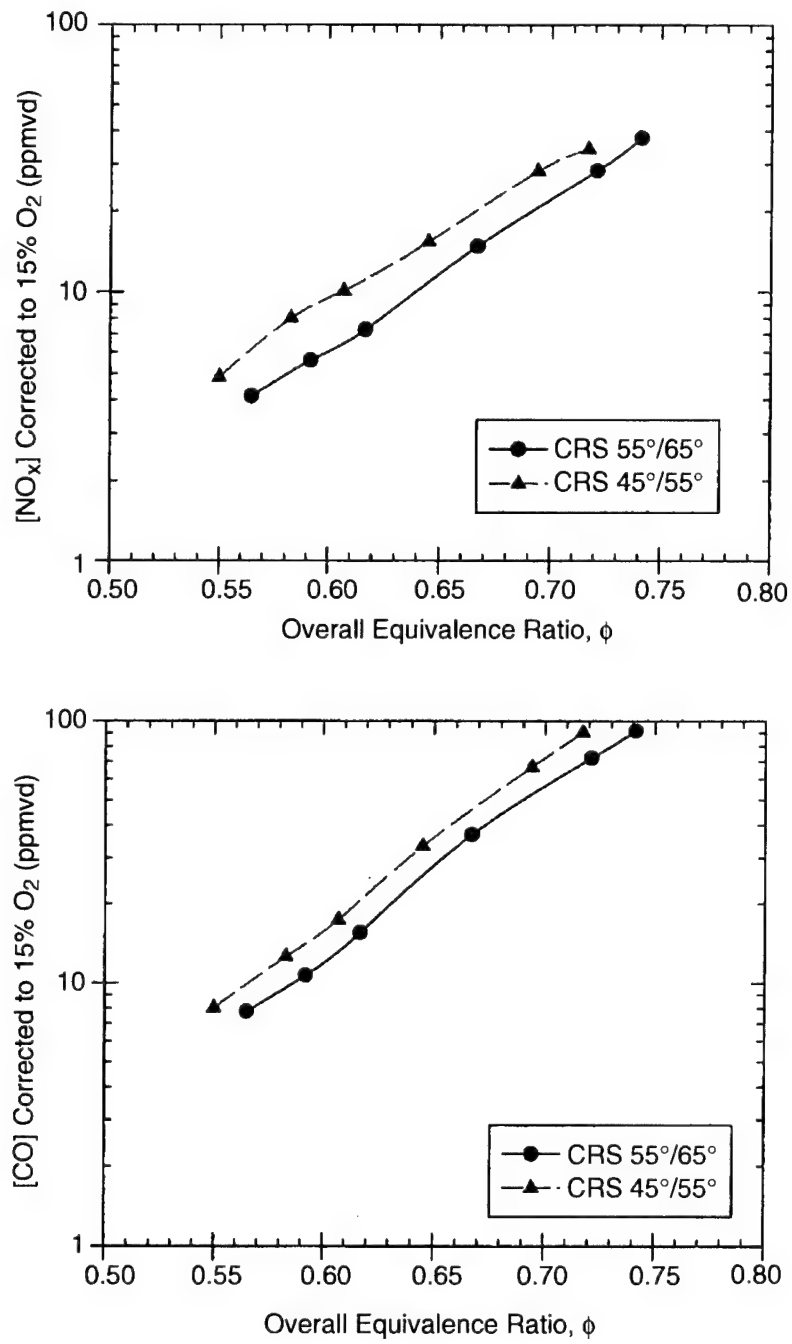 100
[NOx] Corrected to 15% O2 (ppmvd)
10
CRS 55°/65°
CRS 45°/55°
1
0.50 0.55 0.60 0.65 0.70 0.75 0.80
Overall Equivalence Ratio, ϕ
100
[CO] Corrected to 15% O2 (ppmvd)
10
CRS 55°/65°
CRS 45°/55°
1
0.50 0.55 0.60 0.65 0.70 0.75 0.80
Overall Equivalence Ratio, ϕ